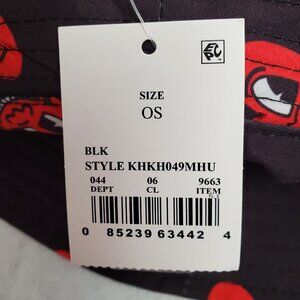 SIZE
OS
BLK
STYLE KHKH049MHU
044 06 9663
DEPT CL ITEM
0 85239 63442 4